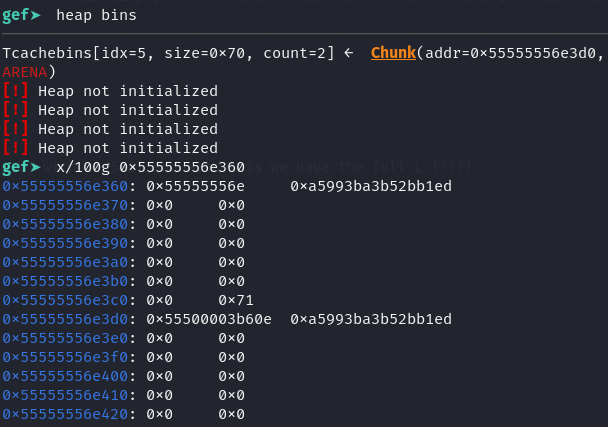 gef➤ heap bins
Tcachebins[idx=5, size=0×70, count=2] ← Chunk(addr=0×55555556e3d0,
ARENA)
[!] Heap not initialized
[!] Heap not initialized
[!] Heap not initialized
[!] Heap not initialized
gef➤ x/100g 0×55555556e360
0×55555556e360: 0×55555556e 0×a5993ba3b52bb1ed
0×55555556e370: 0×0 0×0
0×55555556e380: 0×0 0×0
0×55555556e390: 0×0 0×0
0×55555556e3a0: 0×0 0×0
0×55555556e3b0: 0×0 0×0
0×55555556e3c0: 0×0 0×71
0×55555556e3d0: 0×55500003b60e 0×a5993ba3b52bb1ed
0×55555556e3e0: 0×0 0×0
0×55555556e3f0: 0×0 0×0
0×55555556e400: 0×0 0×0
0×55555556e410: 0×0 0×0
0×55555556e420: 0×0 0×0